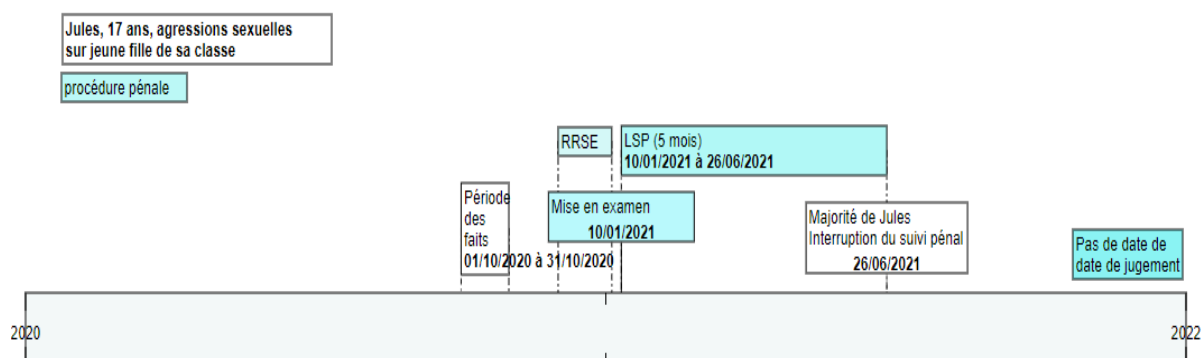 Jules, 17 ans, agressions sexuelles
sur jeune fille de sa classe
procédure pénale
RRSE
LSP (5 mois)
10/01/2021 à 26/06/2021
Période
des
faits
01/10/2020 à 31/10/2020
Mise en examen
10/01/2021
Majorité de Jules
Interruption du suivi pénal
26/06/2021
Pas de date de
date de jugement
2020
2022